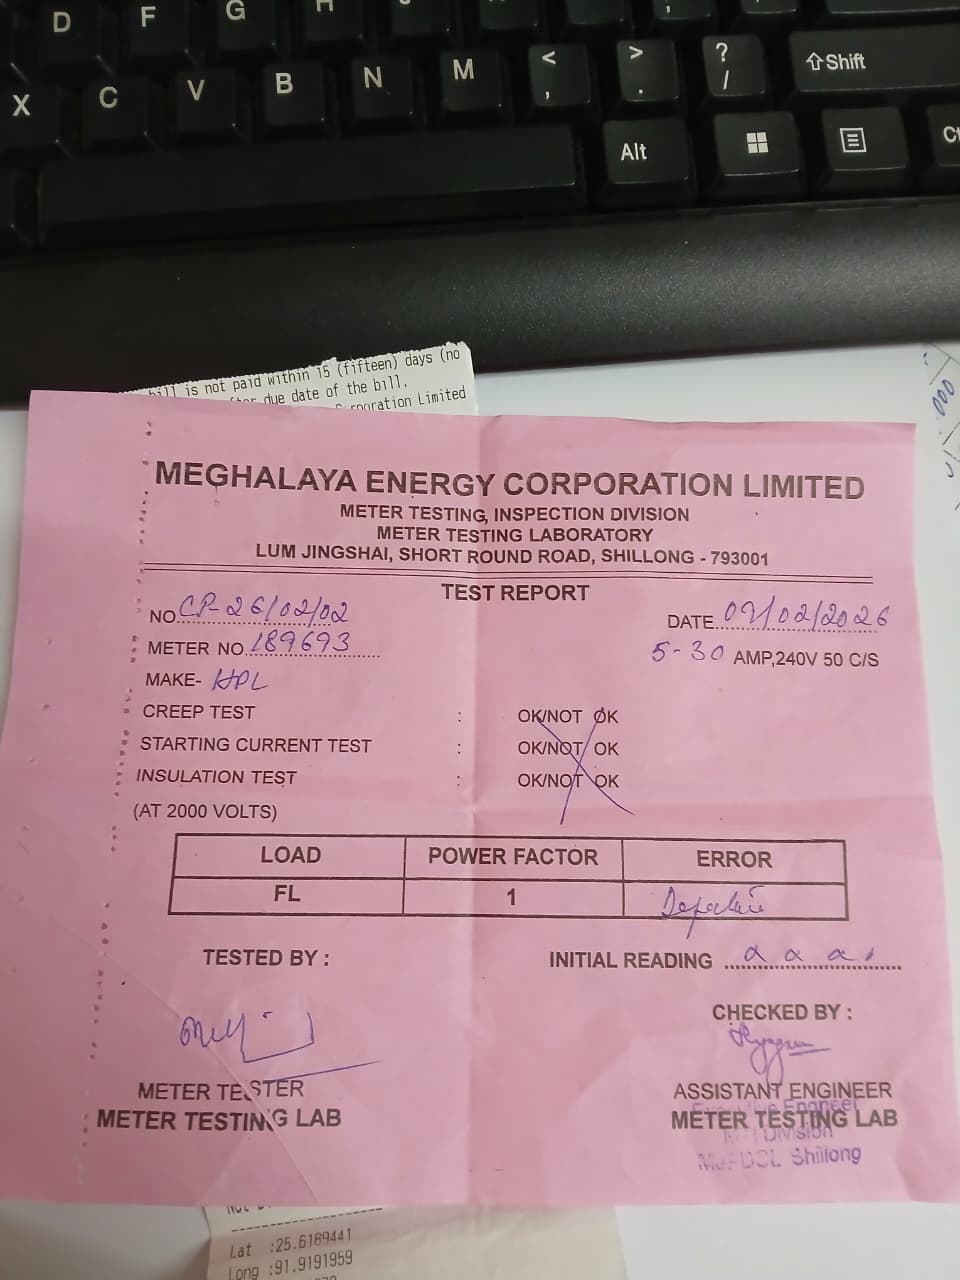 D F G H
X C V B N M < , > . ? / Shift
Alt
bill is not paid within 15 (fifteen) days (no
due date of the bill.
Corporation Limited
MEGHALAYA ENERGY CORPORATION LIMITED
METER TESTING, INSPECTION DIVISION
METER TESTING LABORATORY
LUM JINGSHAI, SHORT ROUND ROAD, SHILLONG - 793001
TEST REPORT
NO. CP-26/02/02
DATE 09/02/2026
METER NO. 189693
5-30 AMP,240V 50 C/S
MAKE- HPL
CREEP TEST : OK/NOT OK
STARTING CURRENT TEST : OK/NOT OK
INSULATION TEST : OK/NOT OK
(AT 2000 VOLTS)
LOAD POWER FACTOR ERROR
FL 1
TESTED BY :
INITIAL READING
CHECKED BY :
METER TESTER
ASSISTANT ENGINEER
METER TESTING LAB
METER TESTING LAB
Executive Engineer
Division
MePDCL Shillong
Lat :25.6189441
Long :91.9191959